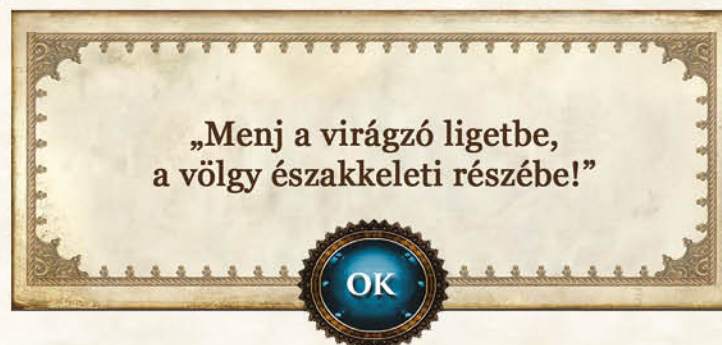 „Menj a virágzó ligetbe,
a völgy északkeleti részébe!”
OK